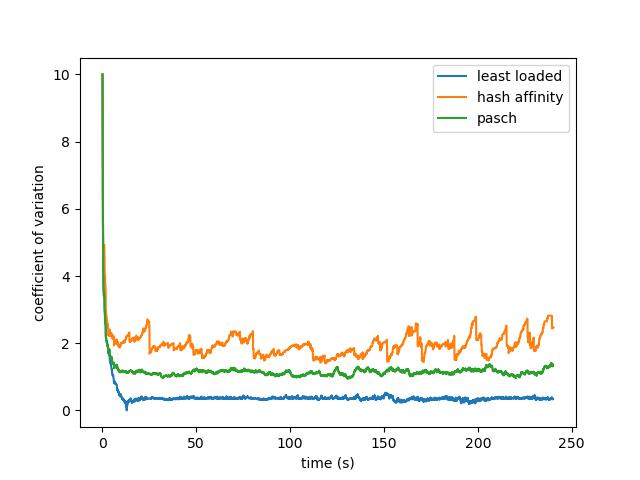 least loaded
hash affinity
pasch
10
8
6
4
2
0
coefficient of variation
0 50 100 150 200 250
time (s)